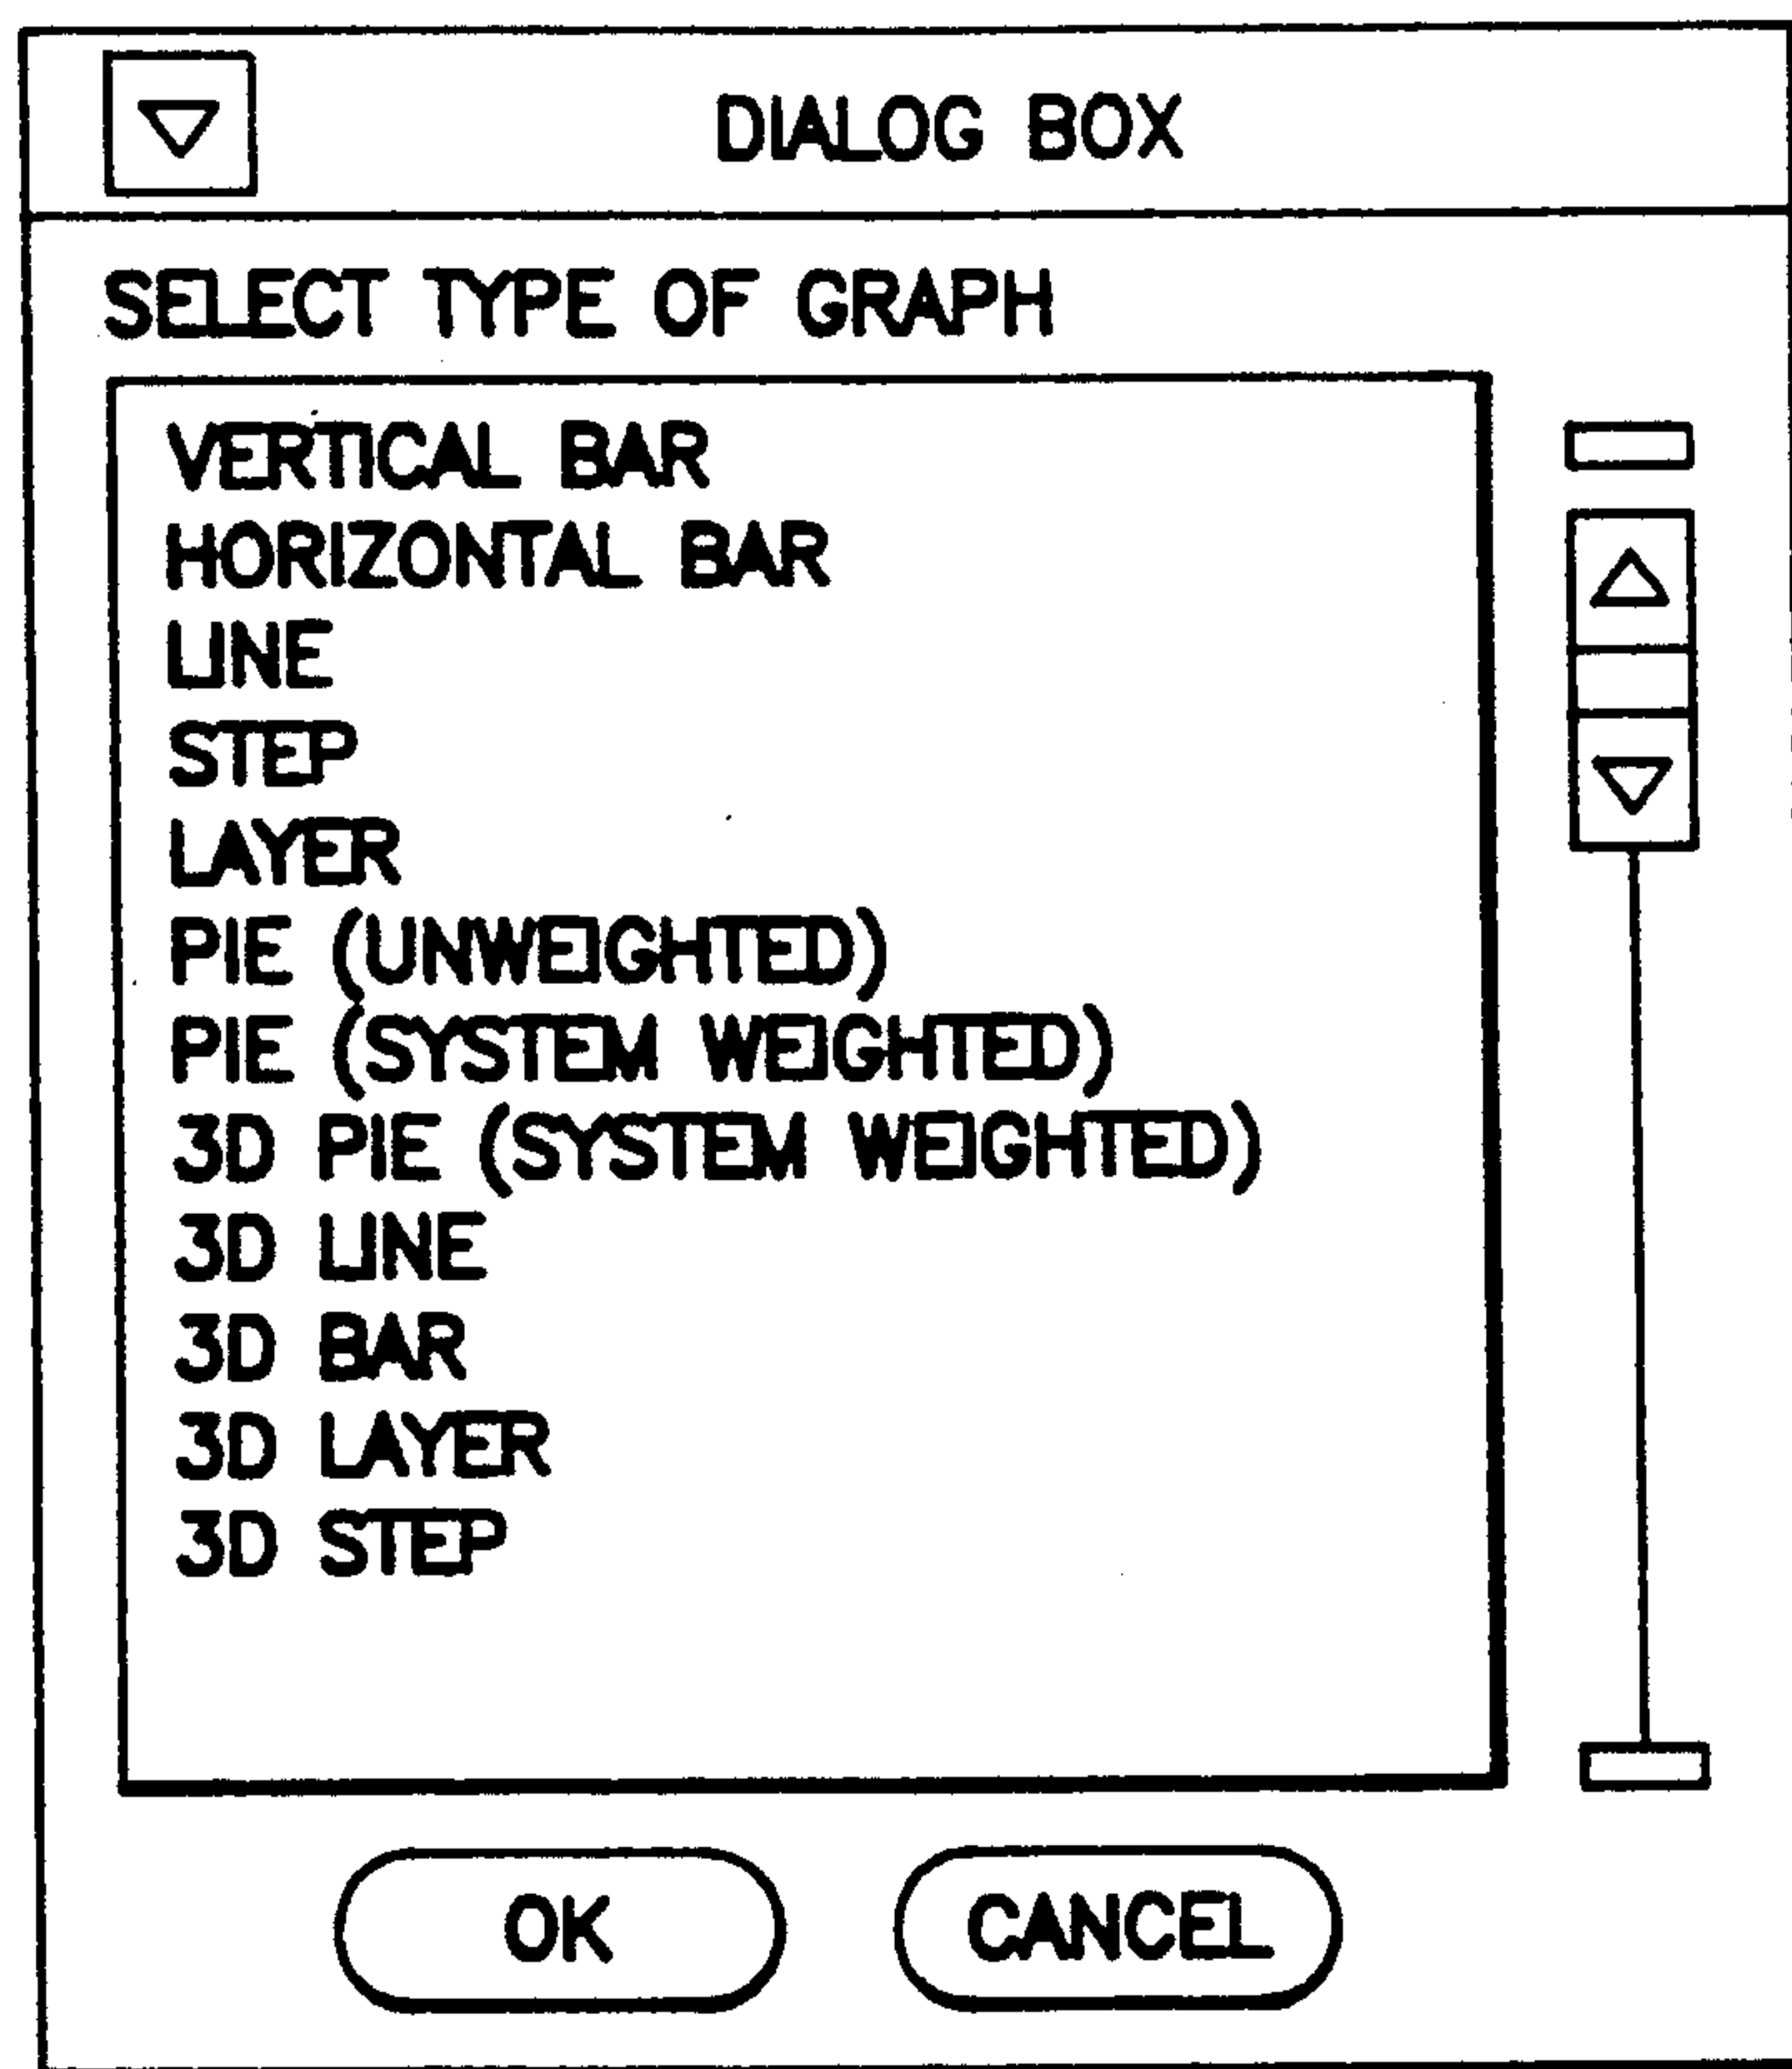 DIALOG BOX
SELECT TYPE OF GRAPH
VERTICAL BAR
HORIZONTAL BAR
LINE
STEP
LAYER
PIE (UNWEIGHTED)
PIE (SYSTEM WEIGHTED)
3D PIE (SYSTEM WEIGHTED)
3D LINE
3D BAR
3D LAYER
3D STEP
OK CANCEL